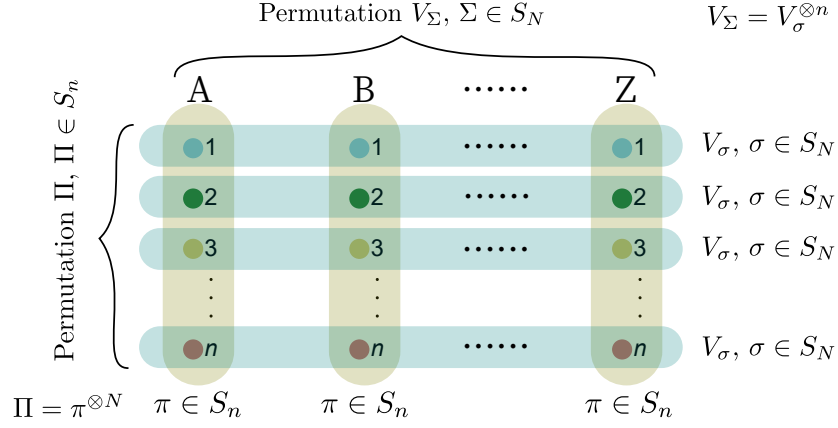 Permutation V_Σ, Σ ∈ S_N
V_Σ = V_σ^{⊗n}
A B ······ Z
Permutation Π, Π ∈ S_n
1 1 ······ 1 V_σ, σ ∈ S_N
2 2 ······ 2 V_σ, σ ∈ S_N
3 3 ······ 3 V_σ, σ ∈ S_N
⋮ ⋮ ⋮
n n ······ n V_σ, σ ∈ S_N
Π = π^{⊗N} π ∈ S_n π ∈ S_n π ∈ S_n